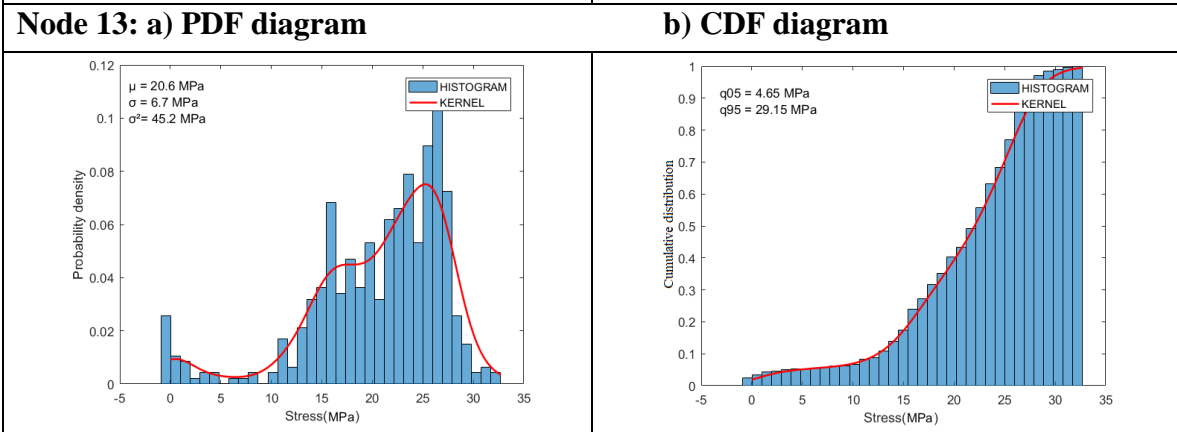 Node 13: a) PDF diagram
b) CDF diagram
0.12
0.1
0.08
0.06
0.04
0.02
0
Probability density
μ = 20.6 MPa
σ = 6.7 MPa
σ²= 45.2 MPa
HISTOGRAM
KERNEL
-5 0 5 10 15 20 25 30 35
Stress(MPa)
1
0.9
0.8
0.7
0.6
0.5
0.4
0.3
0.2
0.1
0
Cumulative distribution
q05 = 4.65 MPa
q95 = 29.15 MPa
HISTOGRAM
KERNEL
-5 0 5 10 15 20 25 30 35
Stress(MPa)